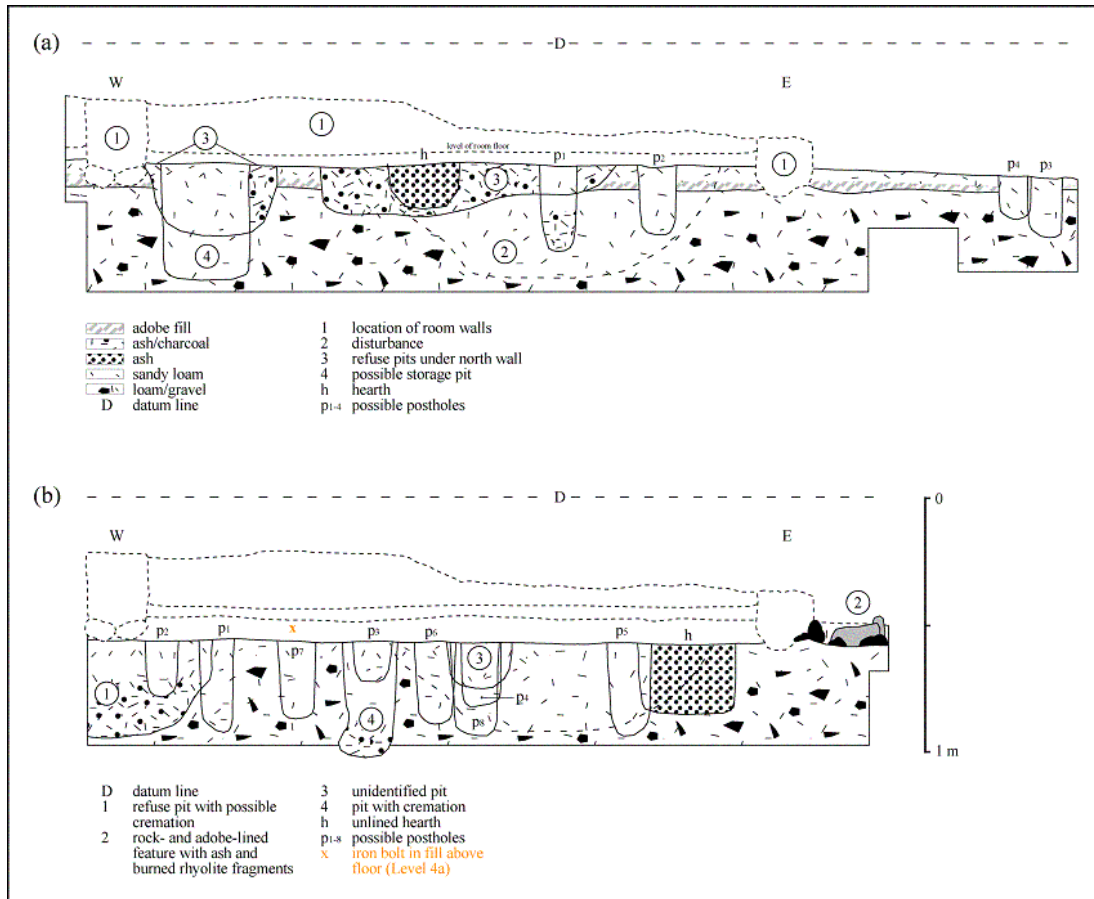 (a)
D
W
E
1
3
1
level of room floor
h
p1
p2
1
p4
p3
3
4
2
adobe fill
ash/charcoal
ash
sandy loam
loam/gravel
D datum line
1 location of room walls
2 disturbance
3 refuse pits under north wall
4 possible storage pit
h hearth
p1-4 possible postholes
(b)
D
0
W
E
2
p2
p1
x
p3
p6
p5
h
p7
3
1
p4
4
p8
1 m
D datum line
1 refuse pit with possible
cremation
2 rock- and adobe-lined
feature with ash and
burned rhyolite fragments
3 unidentified pit
4 pit with cremation
h unlined hearth
p1-8 possible postholes
x iron bolt in fill above
floor (Level 4a)